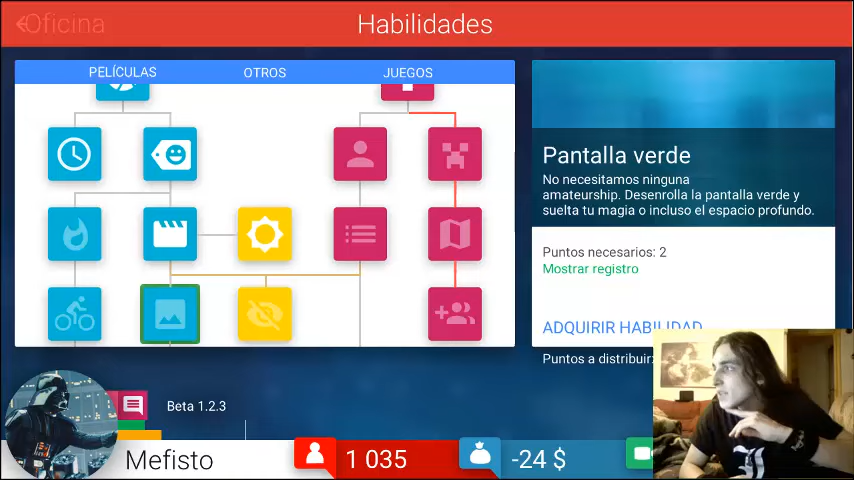 Oficina
Habilidades
PELÍCULAS
OTROS
JUEGOS
Pantalla verde
No necesitamos ninguna
amateurship. Desenrolla la pantalla verde y
suelta tu magia o incluso el espacio profundo.
Puntos necesarios: 2
Mostrar registro
ADQUIRIR HABILIDAD
Puntos a distribuir:
Beta 1.2.3
Mefisto
1 035
-24 $